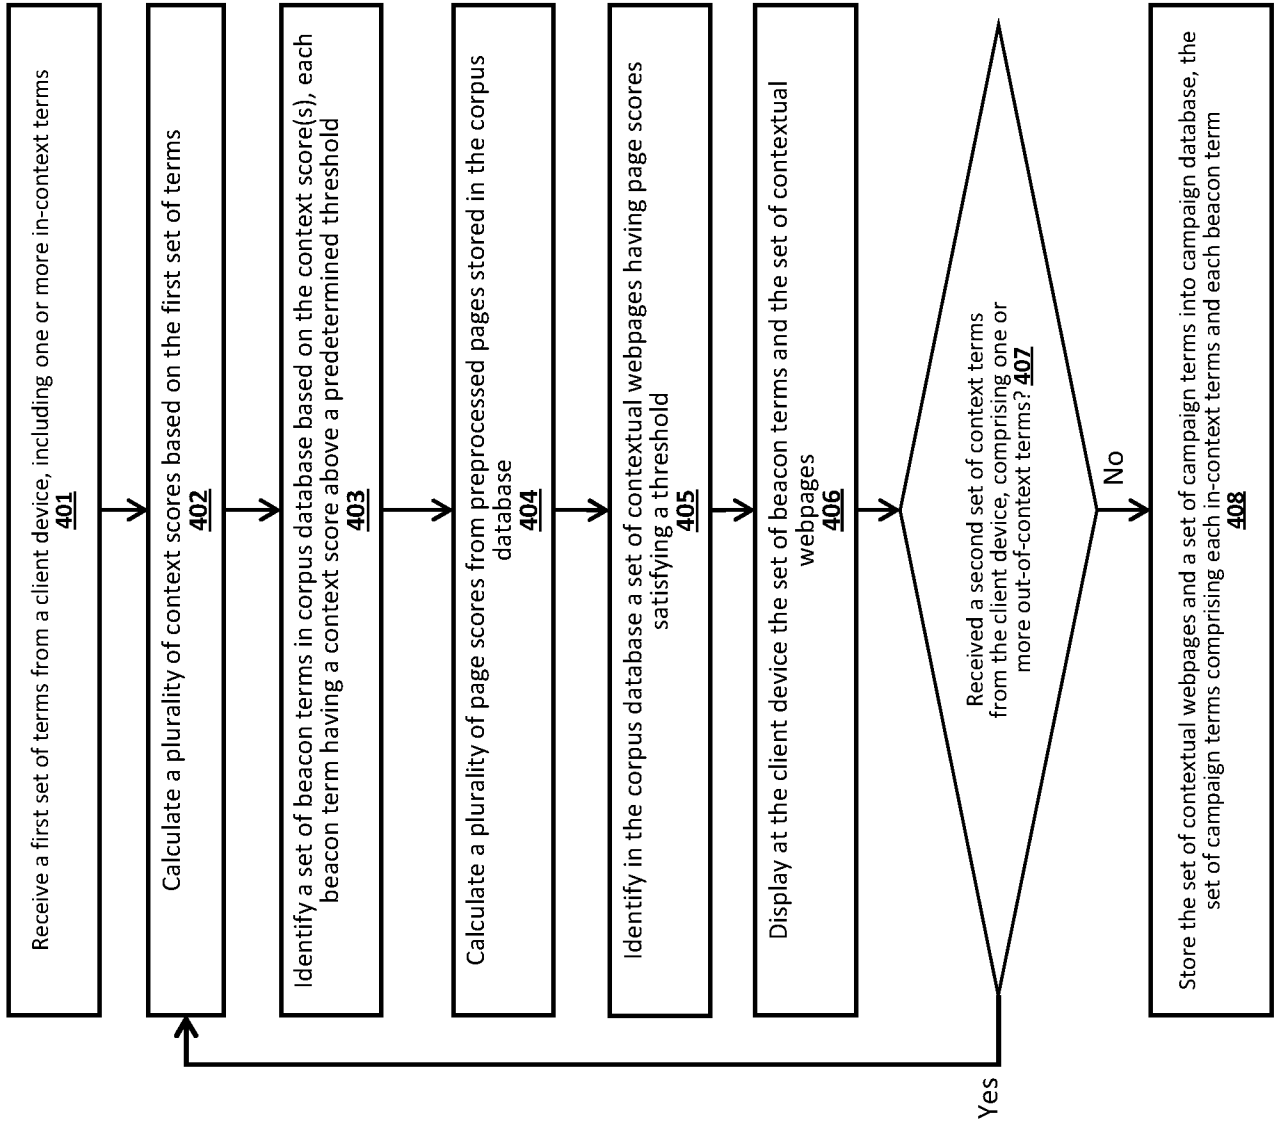 Receive a first set of terms from a client device, including one or more in-context terms
401
Calculate a plurality of context scores based on the first set of terms
402
Identify a set of beacon terms in corpus database based on the context score(s), each
beacon term having a context score above a predetermined threshold
403
Calculate a plurality of page scores from preprocessed pages stored in the corpus
database
404
Identify in the corpus database a set of contextual webpages having page scores
satisfying a threshold
405
Display at the client device the set of beacon terms and the set of contextual
webpages
406
Received a second set of context terms
from the client device, comprising one or
more out-of-context terms? 407
Yes
No
Store the set of contextual webpages and a set of campaign terms into campaign database, the
set of campaign terms comprising each in-context terms and each beacon term
408